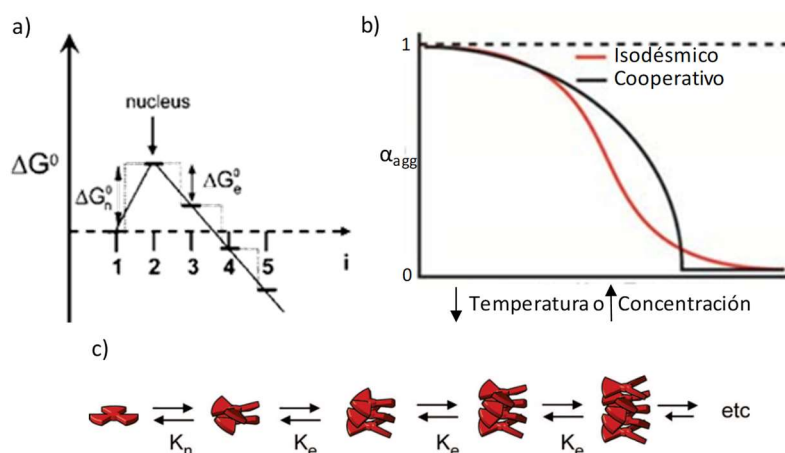 a)
nucleus
ΔG⁰
ΔG⁰ₙ
ΔG⁰ₑ
1 2 3 4 5 i
b)
1
Isodésmico
Cooperativo
αagg
0
↓ Temperatura o ↑ Concentración
c)
Kₙ Kₑ Kₑ Kₑ etc